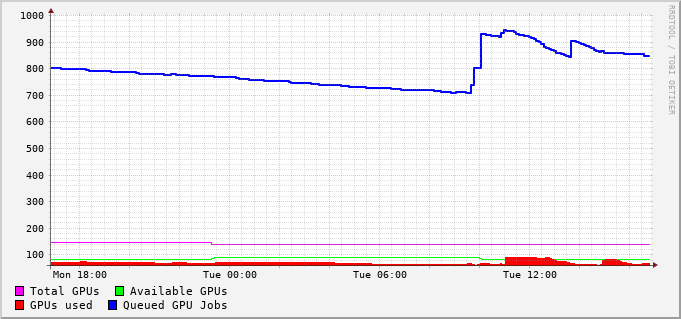 1000
900
800
700
600
500
400
300
200
100
Mon 18:00 Tue 00:00 Tue 06:00 Tue 12:00
Total GPUs Available GPUs
GPUs used Queued GPU Jobs
RRDTOOL / TOBI OETIKER